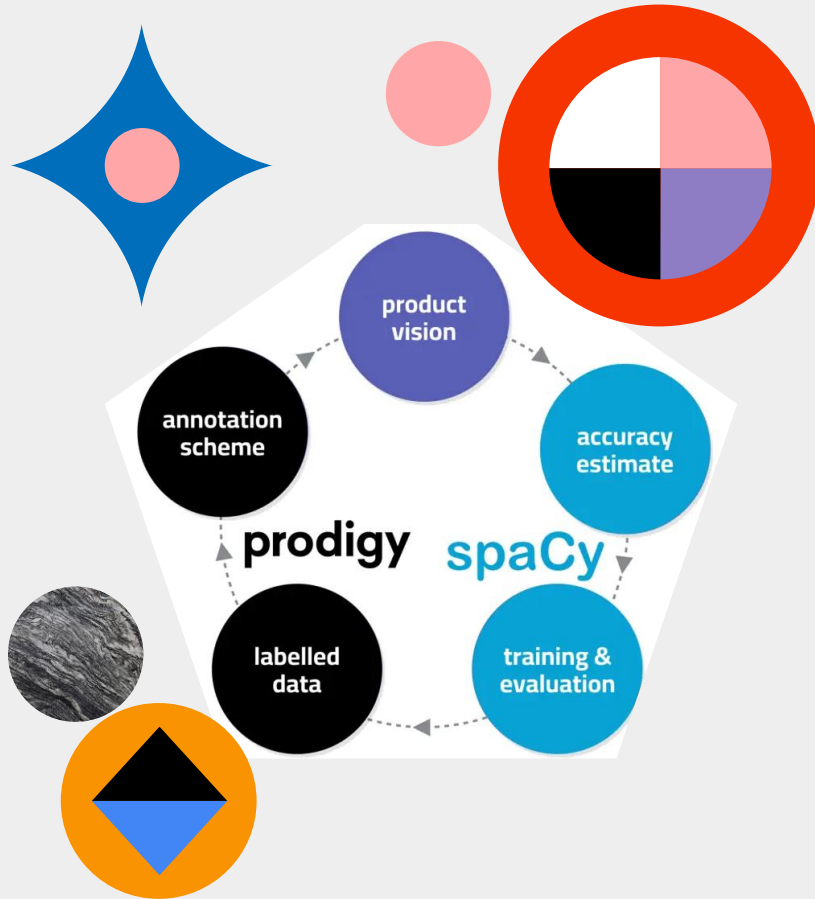 product
vision
annotation
scheme
accuracy
estimate
prodigy
spaCy
labelled
data
training &
evaluation